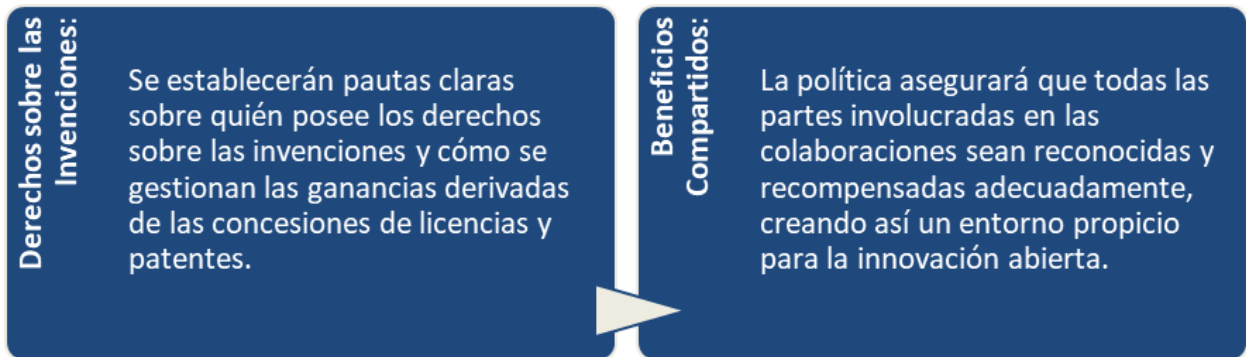 Derechos sobre las
Invenciones:
Se establecerán pautas claras
sobre quién posee los derechos
sobre las invenciones y cómo se
gestionan las ganancias derivadas
de las concesiones de licencias y
patentes.
Beneficios
Compartidos:
La política asegurará que todas las
partes involucradas en las
colaboraciones sean reconocidas y
recompensadas adecuadamente,
creando así un entorno propicio
para la innovación abierta.